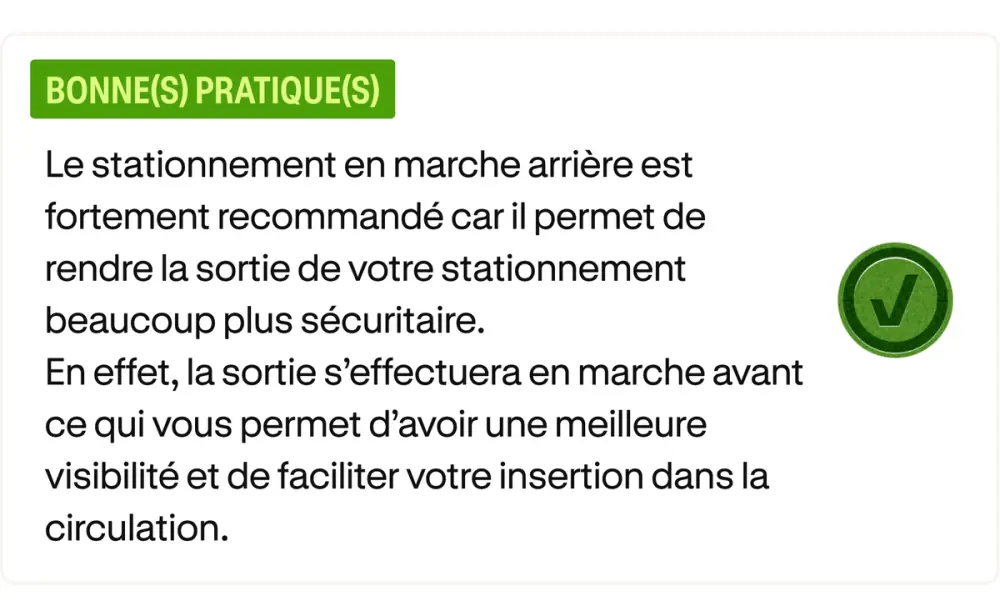 BONNE(S) PRATIQUE(S)
Le stationnement en marche arrière est
fortement recommandé car il permet de
rendre la sortie de votre stationnement
beaucoup plus sécuritaire.
En effet, la sortie s’effectuera en marche avant
ce qui vous permet d’avoir une meilleure
visibilité et de faciliter votre insertion dans la
circulation.